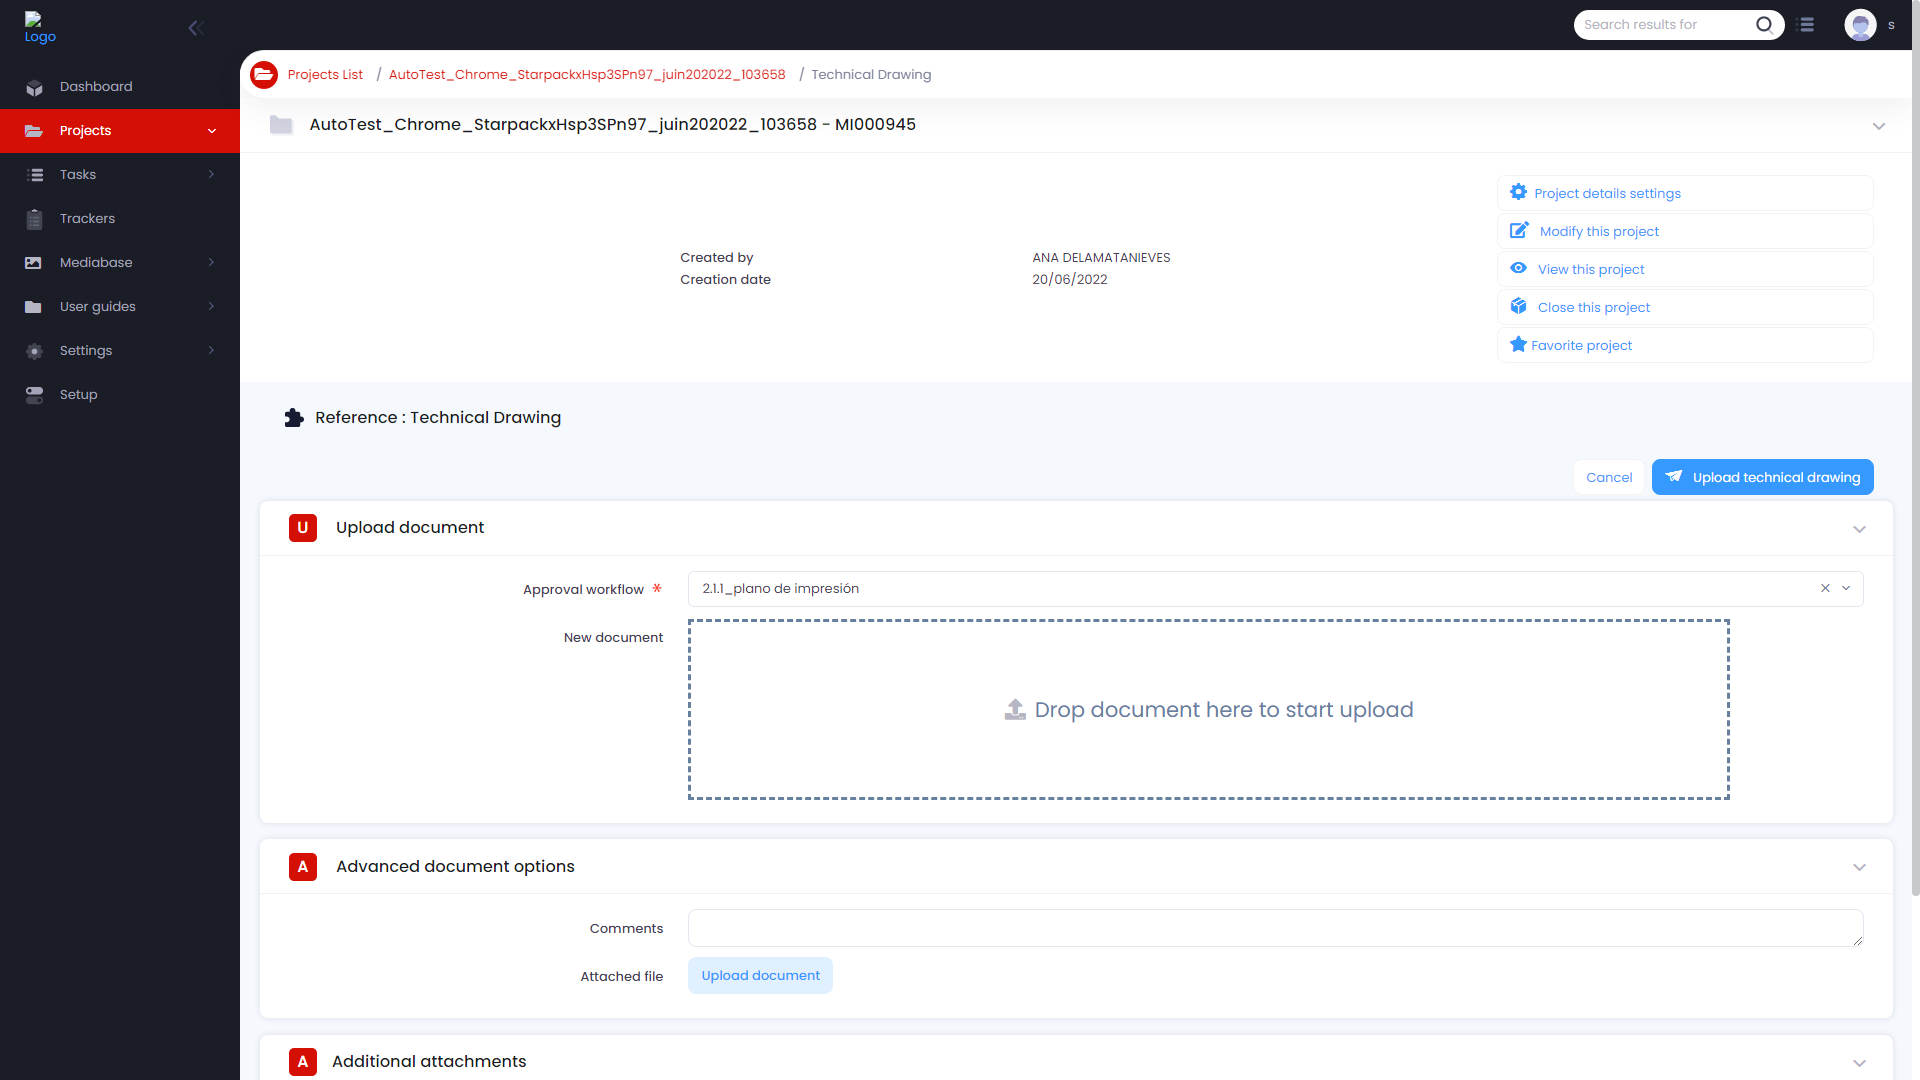 Logo
Search results for
s
Dashboard
Projects
Tasks
Trackers
Mediabase
User guides
Settings
Setup
Projects List / AutoTest_Chrome_StarpackxHsp3SPn97_juin202022_103658 / Technical Drawing
AutoTest_Chrome_StarpackxHsp3SPn97_juin202022_103658 - MI000945
Created by ANA DELAMATANIEVES
Creation date 20/06/2022
Project details settings
Modify this project
View this project
Close this project
Favorite project
Reference : Technical Drawing
Cancel
Upload technical drawing
U Upload document
Approval workflow * 2.1.1_plano de impresión
New document
Drop document here to start upload
A Advanced document options
Comments
Attached file Upload document
A Additional attachments